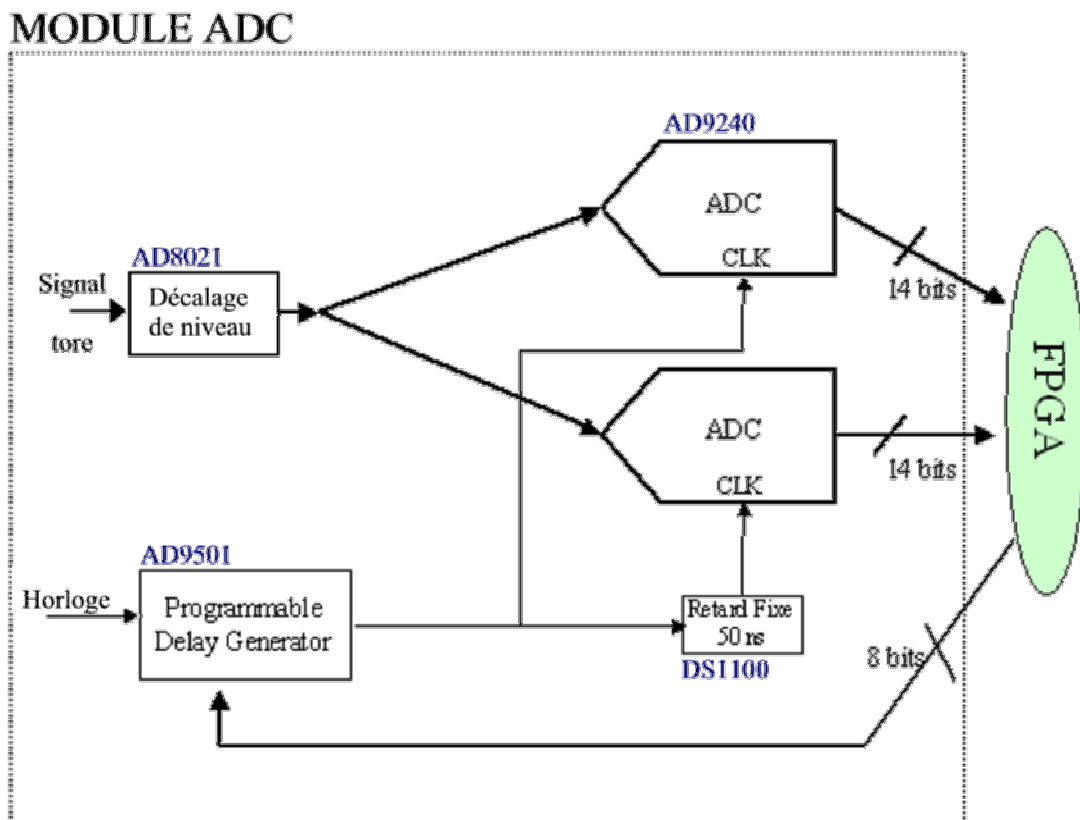 MODULE ADC
AD9240
ADC
CLK
14 bits
AD8021
Signal
tore
Décalage
de niveau
ADC
CLK
14 bits
FPGA
AD9501
Horloge
Programmable
Delay Generator
Retard Fixe
50 ns
DS1100
8 bits